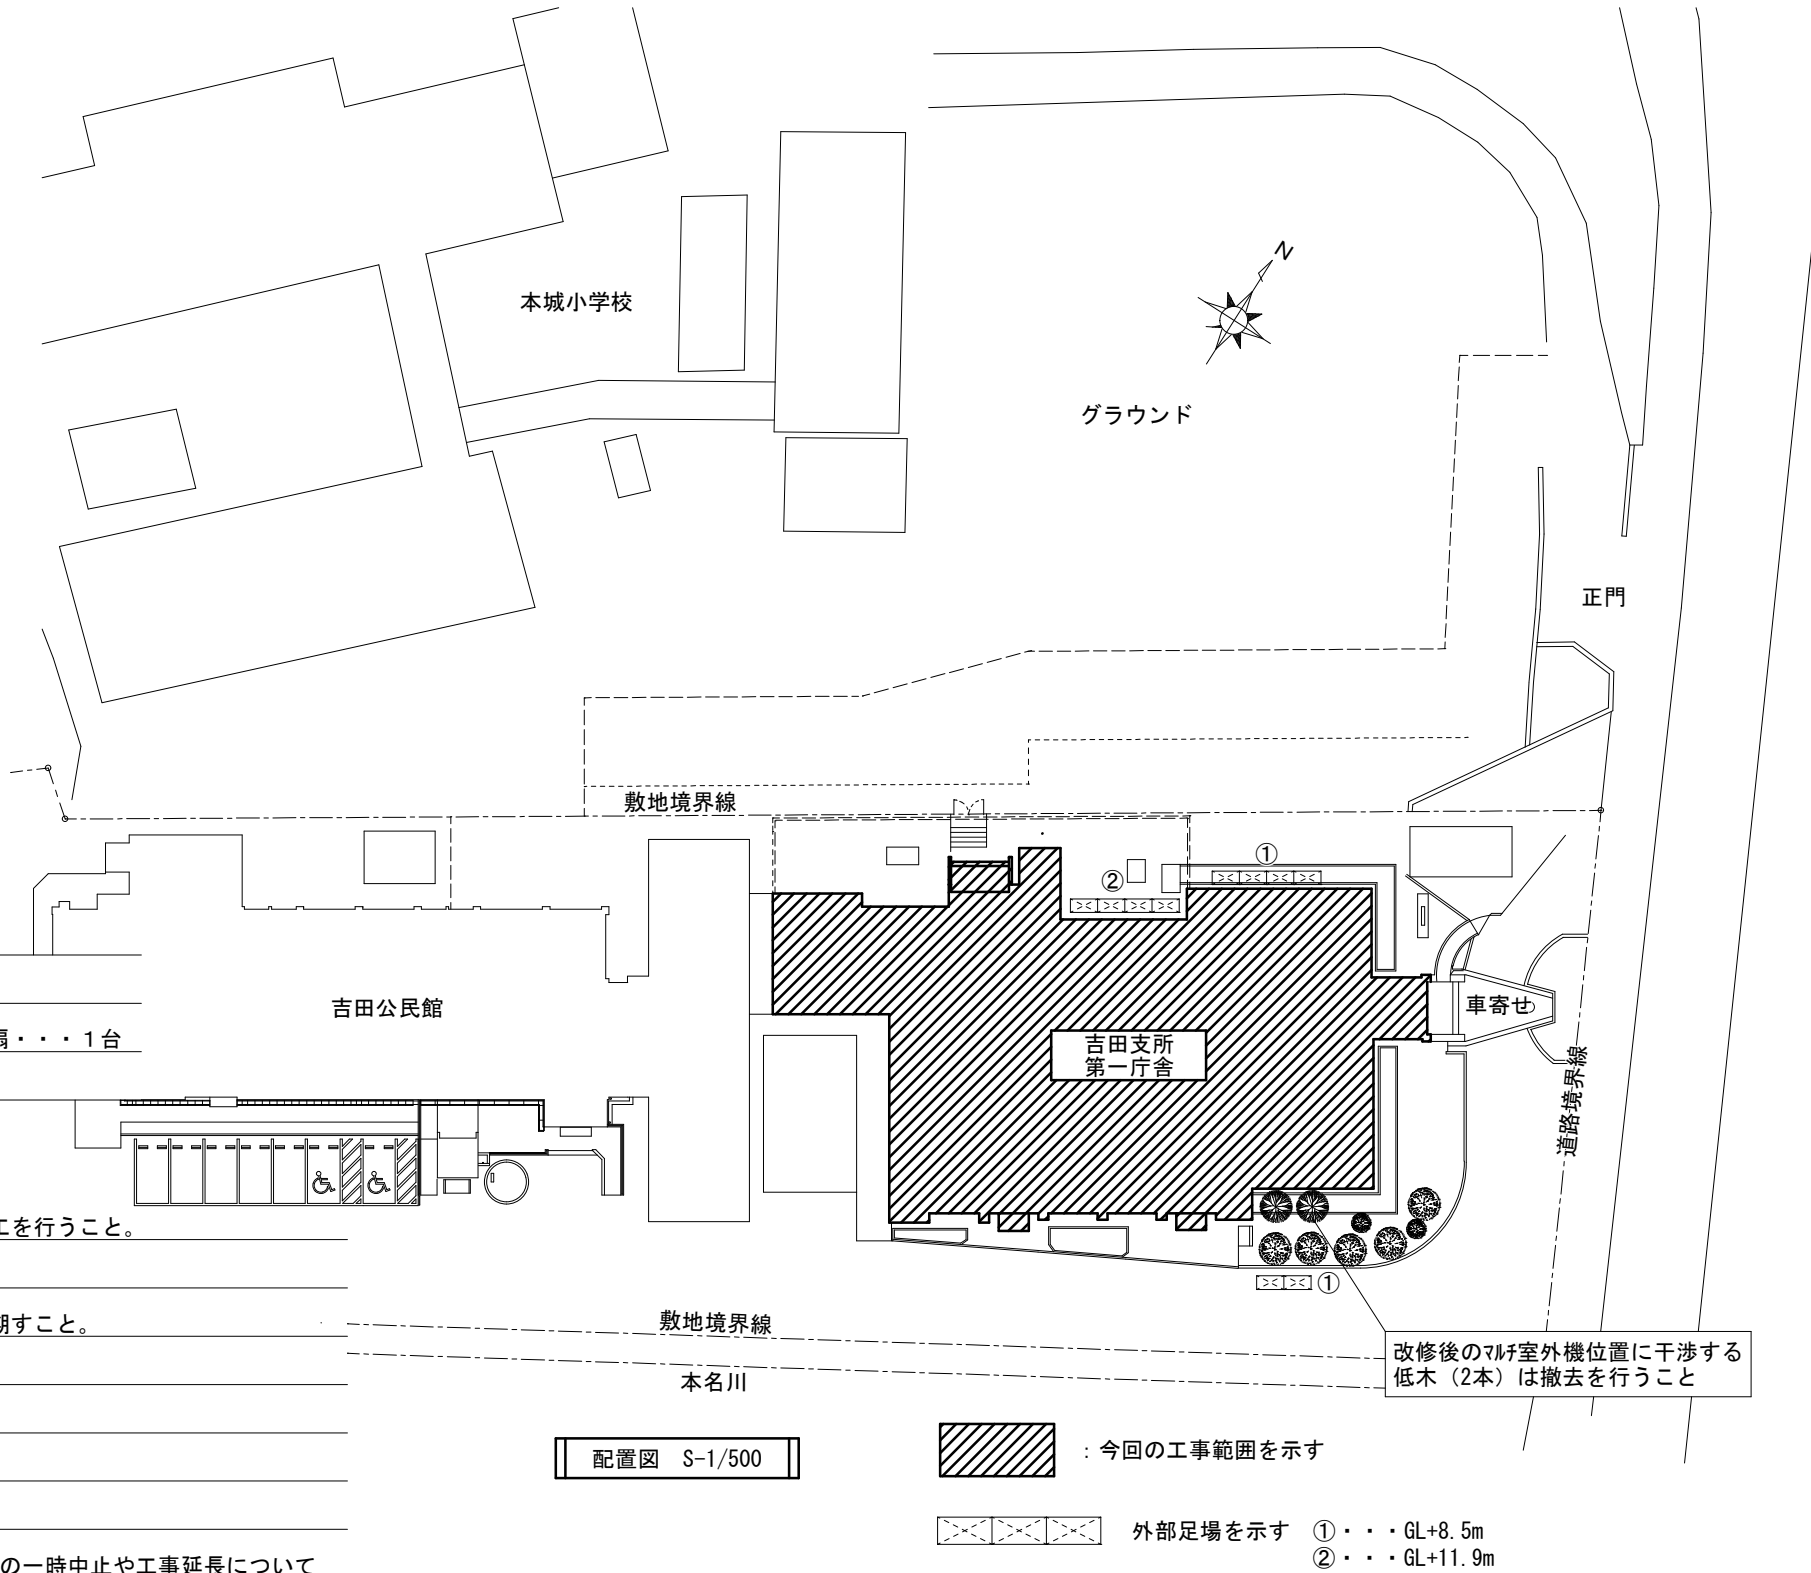 N
本城小学校
グラウンド
正門
敷地境界線
①
②
吉田公民館
車寄せ
・・・1台
吉田支所
第一庁舎
道路境界線
工を行うこと。
①
敷地境界線
期すこと。
改修後のマルチ室外機位置に干渉する
低木（2本）は撤去を行うこと
本名川
配置図 S-1/500
：今回の工事範囲を示す
外部足場を示す ①・・・GL+8.5m
②・・・GL+11.9m
の一時中止や工事延長について